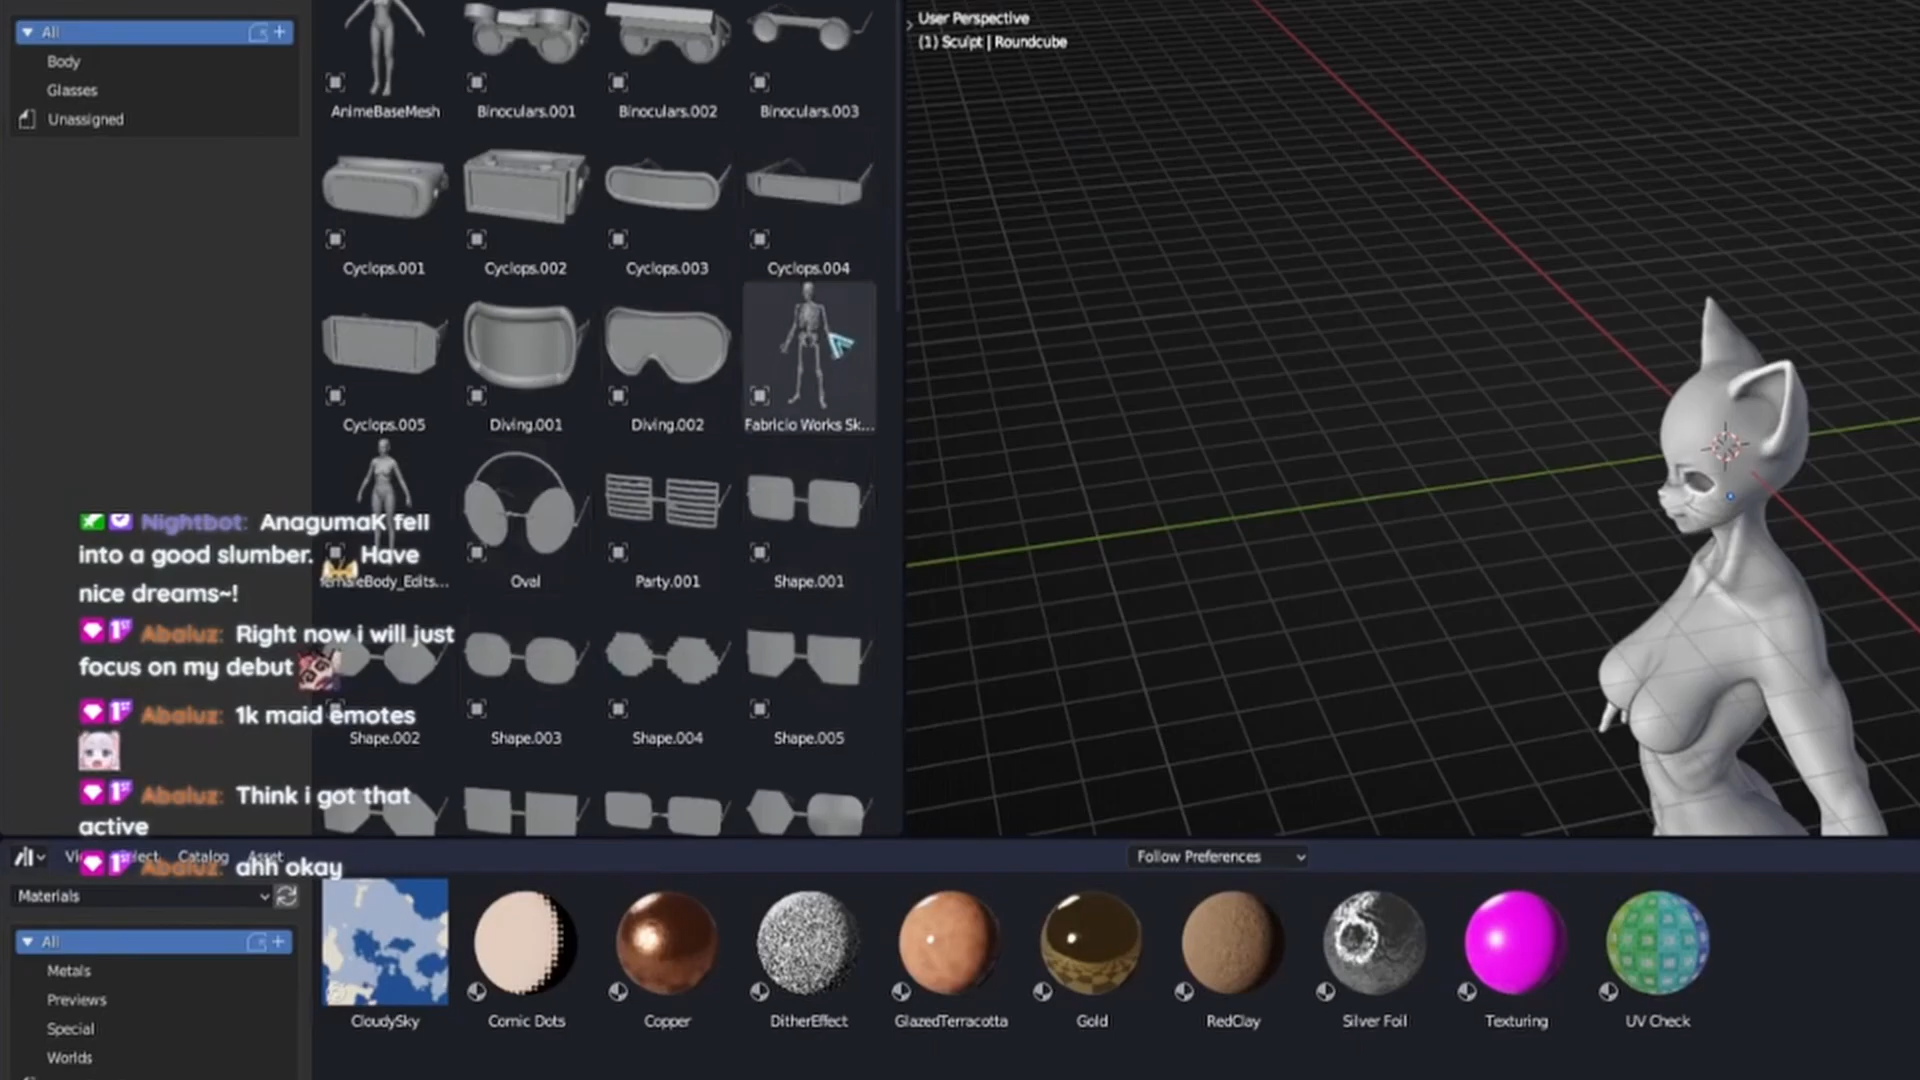 All
Body
Glasses
Unassigned
AnimeBaseMesh
Binoculars.001
Binoculars.002
Binoculars.003
Cyclops.001
Cyclops.002
Cyclops.003
Cyclops.004
Cyclops.005
Diving.001
Diving.002
Fabricio Works Sk...
Oval
Party.001
Shape.001
Shape.002
Shape.003
Shape.004
Shape.005
User Perspective
(1) Sculpt | Roundcube
Nightbot: AnagumaK fell
into a good slumber. Have
nice dreams~!
Abaluz: Right now i will just
focus on my debut
Abaluz: 1k maid emotes
Abaluz: Think i got that
active
Abaluz: ahh okay
Catalog
Asset
Follow Preferences
Materials
All
Metals
Previews
Special
Worlds
CloudySky
Comic Dots
Copper
DitherEffect
GlazedTerracotta
Gold
RedClay
Silver Foil
Texturing
UV Check